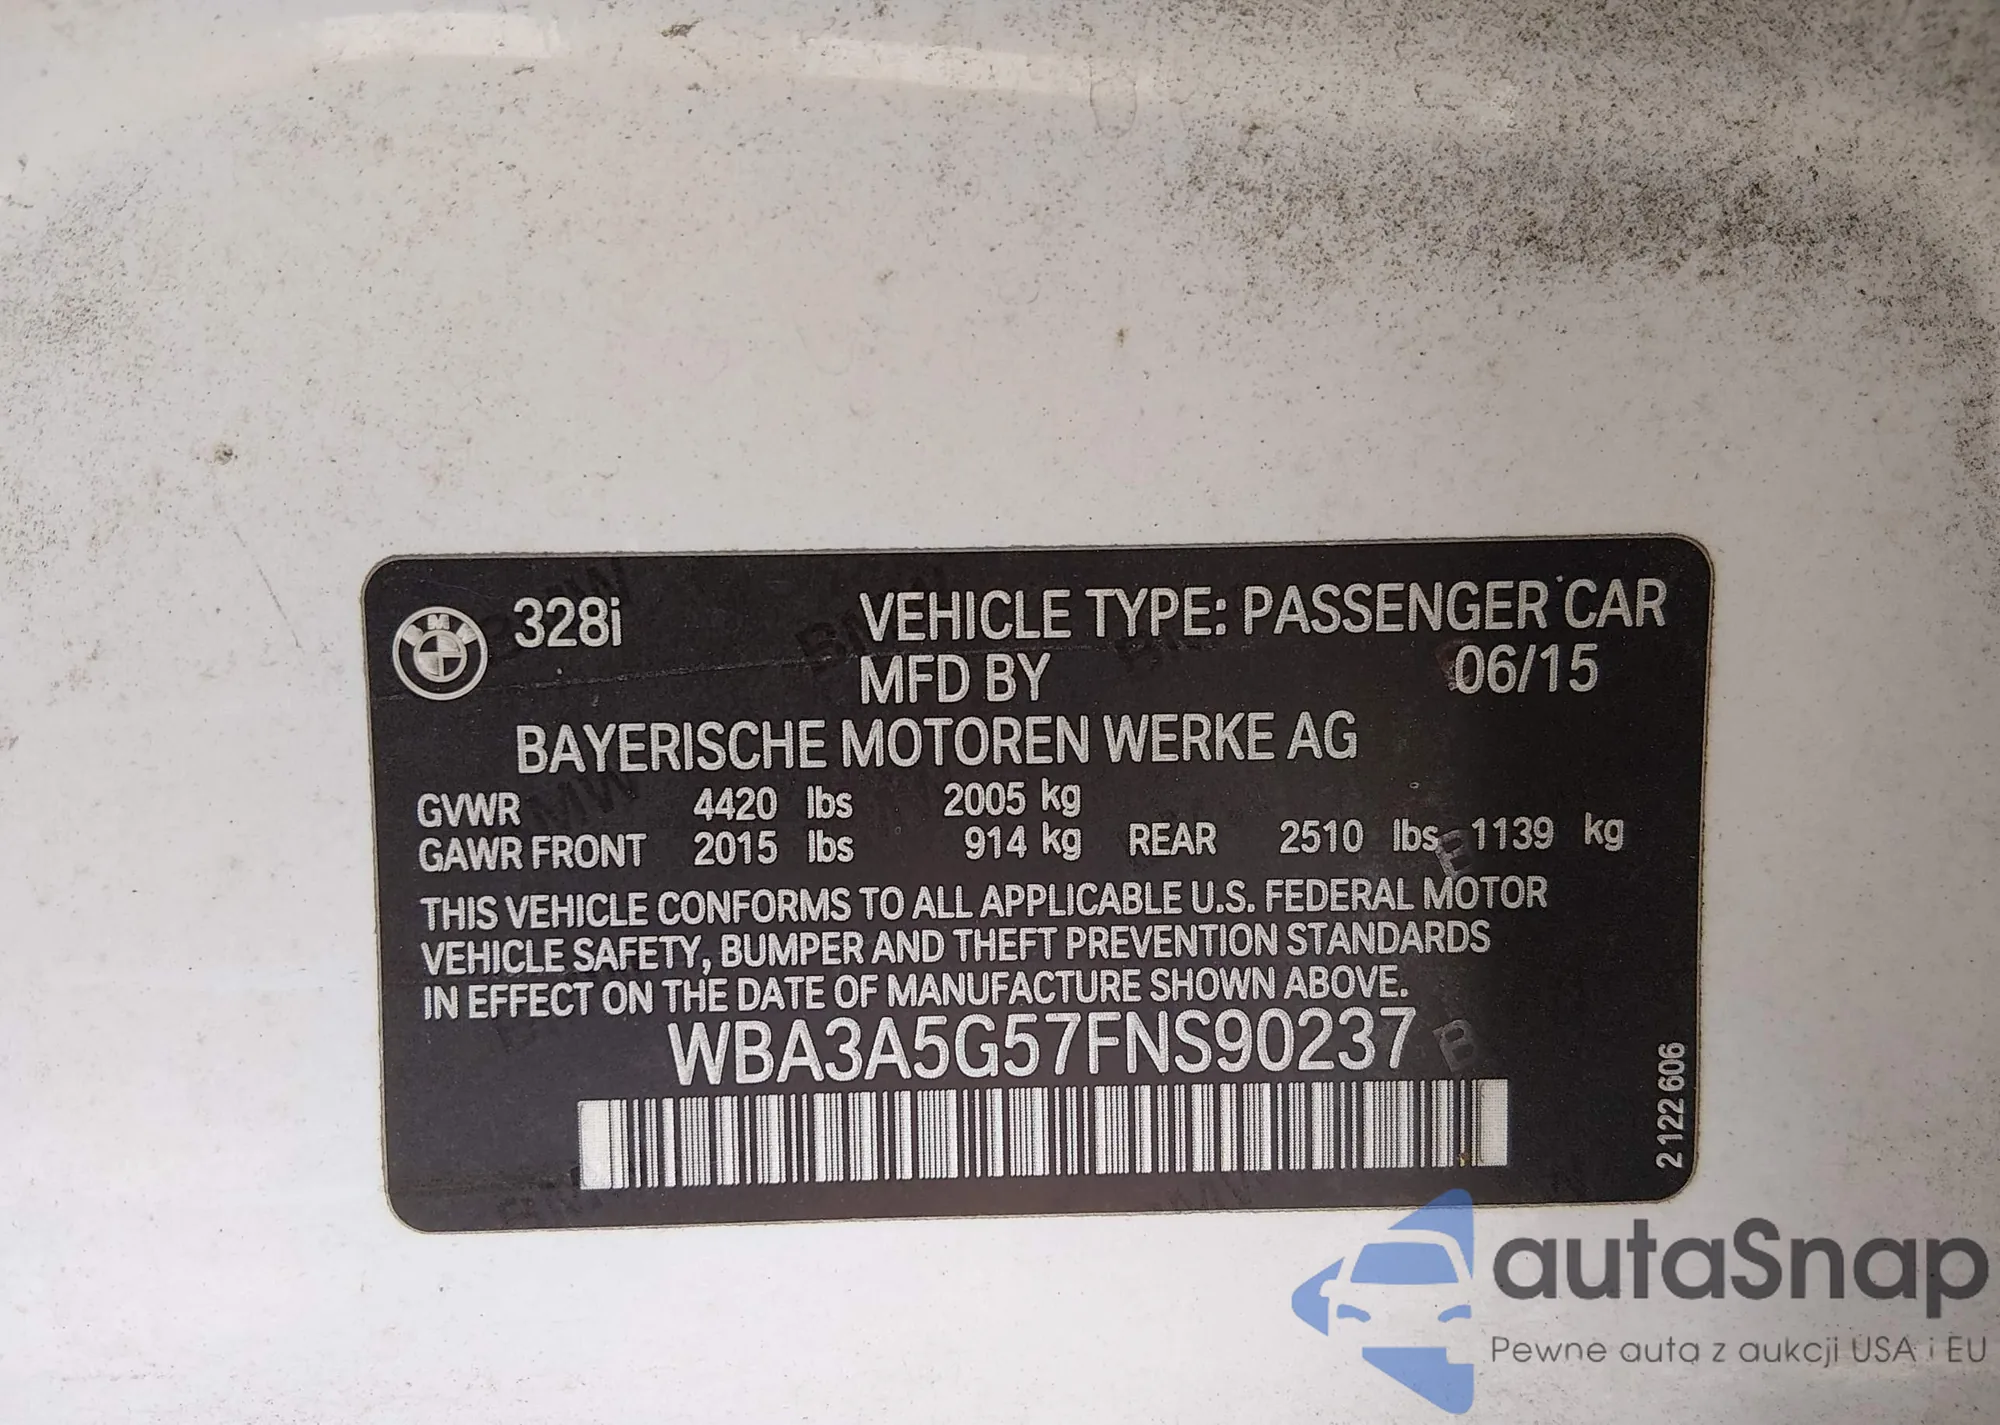 BMW 328i VEHICLE TYPE: PASSENGER CAR
MFD BY 06/15
BAYERISCHE MOTOREN WERKE AG
GVWR 4420 lbs 2005 kg
GAWR FRONT 2015 lbs 914 kg REAR 2510 lbs 1139 kg
THIS VEHICLE CONFORMS TO ALL APPLICABLE U.S. FEDERAL MOTOR
VEHICLE SAFETY, BUMPER AND THEFT PREVENTION STANDARDS
IN EFFECT ON THE DATE OF MANUFACTURE SHOWN ABOVE.
WBA3A5G57FNS90237
2122606
autaSnap
Pewne auta z aukcji USA i EU